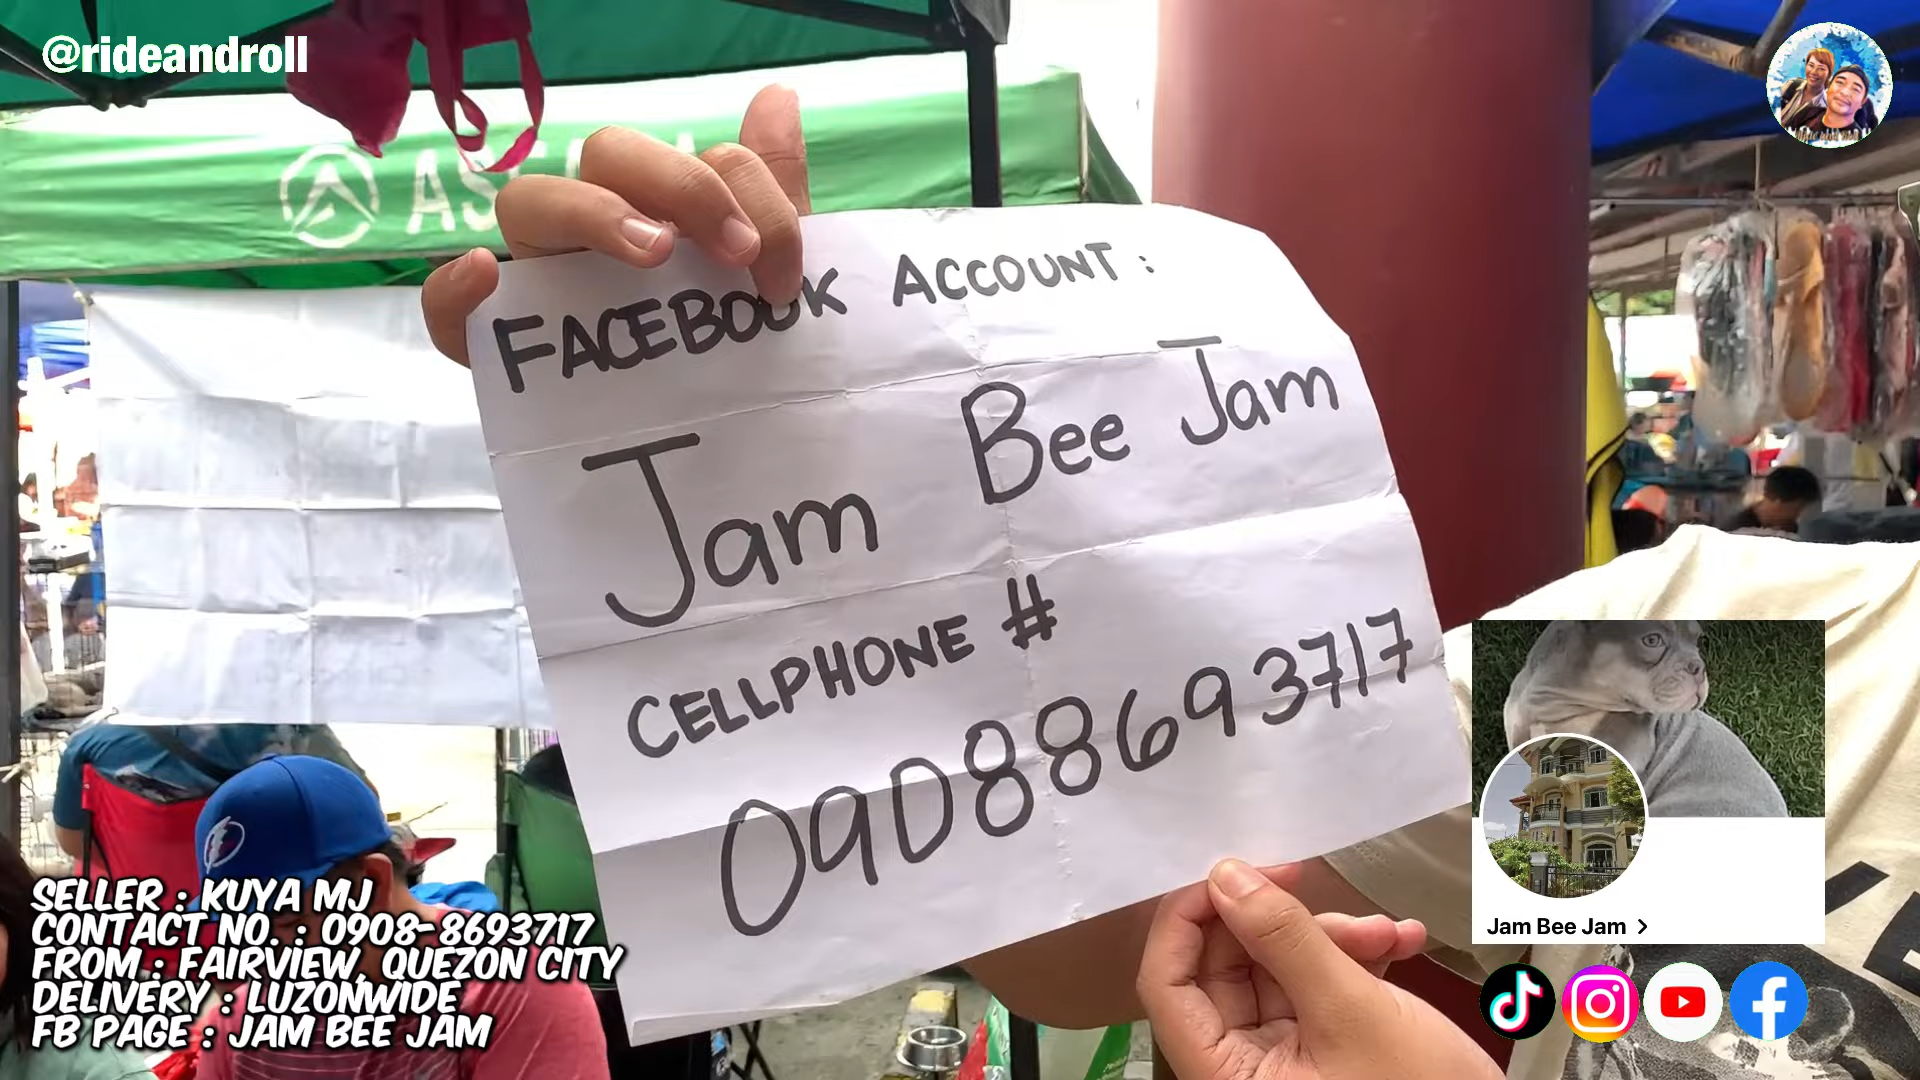 @rideandroll
FACEBOOK ACCOUNT:
Jam Bee Jam
CELLPHONE #
09088693717
SELLER : KUYA MJ
CONTACT NO. : 0908-8693717
FROM : FAIRVIEW, QUEZON CITY
DELIVERY : LUZONWIDE
FB PAGE : JAM BEE JAM
Jam Bee Jam >